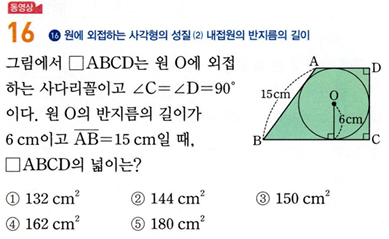 동영상
16 16 원에 외접하는 사각형의 성질(2) 내접원의 반지름의 길이
그림에서 □ABCD는 원 O에 외접
하는 사다리꼴이고 ∠C=∠D=90°
이다. 원 O의 반지름의 길이가
6 cm이고 AB=15 cm일 때,
□ABCD의 넓이는?
A D
15cm
O
6cm
B C
① 132 cm² ② 144 cm² ③ 150 cm²
④ 162 cm² ⑤ 180 cm²